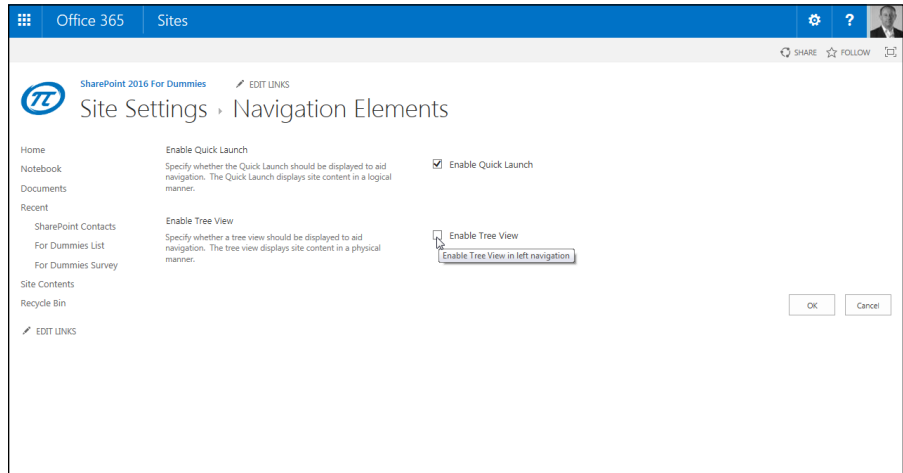 Office 365 Sites ?
SHARE FOLLOW
SharePoint 2016 For Dummies EDIT LINKS
Site Settings › Navigation Elements
Home
Notebook
Documents
Recent
SharePoint Contacts
For Dummies List
For Dummies Survey
Site Contents
Recycle Bin
EDIT LINKS
Enable Quick Launch
Specify whether the Quick Launch should be displayed to aid
navigation. The Quick Launch displays site content in a logical
manner.
Enable Quick Launch
Enable Tree View
Specify whether a tree view should be displayed to aid
navigation. The tree view displays site content in a physical
manner.
Enable Tree View
Enable Tree View in left navigation
OK Cancel